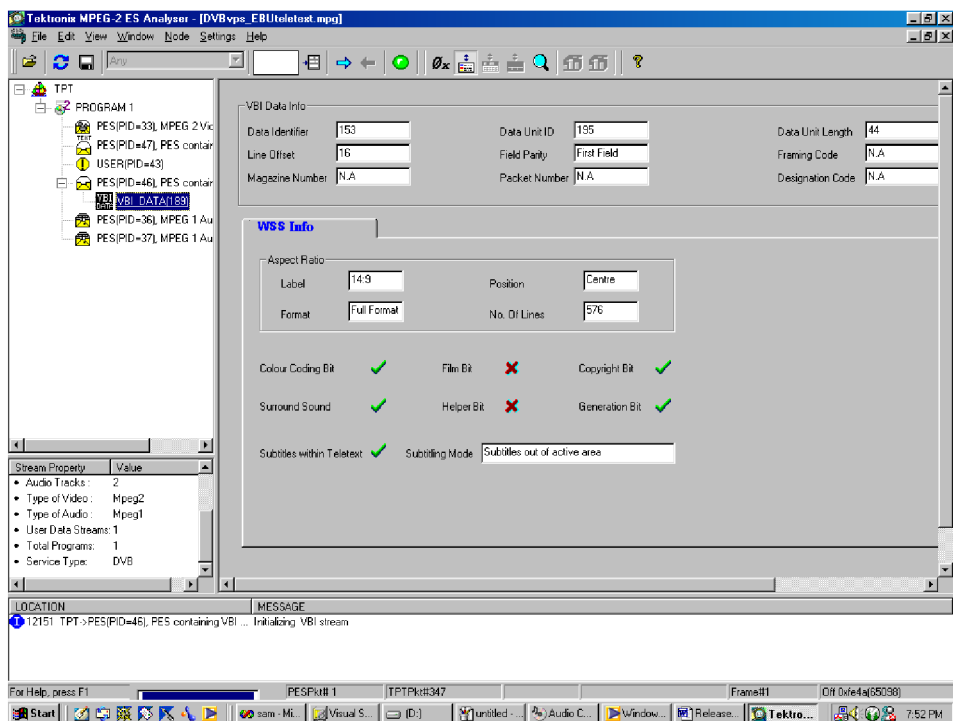 Tektronix MPEG-2 ES Analyser - [DVBvps_EBUteletext.mpg]
File Edit View Window Node Settings Help
Any
0x
TPT
PROGRAM 1
PES(PID=33), MPEG 2 Vic
TEXT
PES(PID=47), PES contair
USER(PID=43)
PES(PID=46), PES contair
VBI DATA
VBI_DATA(189)
PES(PID=36), MPEG 1 Au
PES(PID=37), MPEG 1 Au
VBI Data Info
Data Identifier 153 Data Unit ID 195 Data Unit Length 44
Line Offset 16 Field Parity First Field Framing Code N.A
Magazine Number N.A Packet Number N.A Designation Code N.A
WSS Info
Aspect Ratio
Label 14:9 Position Centre
Format Full Format No. Of Lines 576
Colour Coding Bit Film Bit Copyright Bit
Surround Sound Helper Bit Generation Bit
Subtitles within Teletext Subtitling Mode Subtitles out of active area
Stream Property Value
Audio Tracks : 2
Type of Video : Mpeg2
Type of Audio : Mpeg1
User Data Streams: 1
Total Programs: 1
Service Type: DVB
LOCATION MESSAGE
12151 TPT->PES(PID=46), PES containing VBI ... Initializing VBI stream
For Help, press F1 PESPkt# 1 TPTPkt#347 Frame#1 Off 0xfe4a(65098)
Start sam - Mi... Visual S... (D:) untitled - ... Audio C... Window... Release... Tektro... 7:52 PM